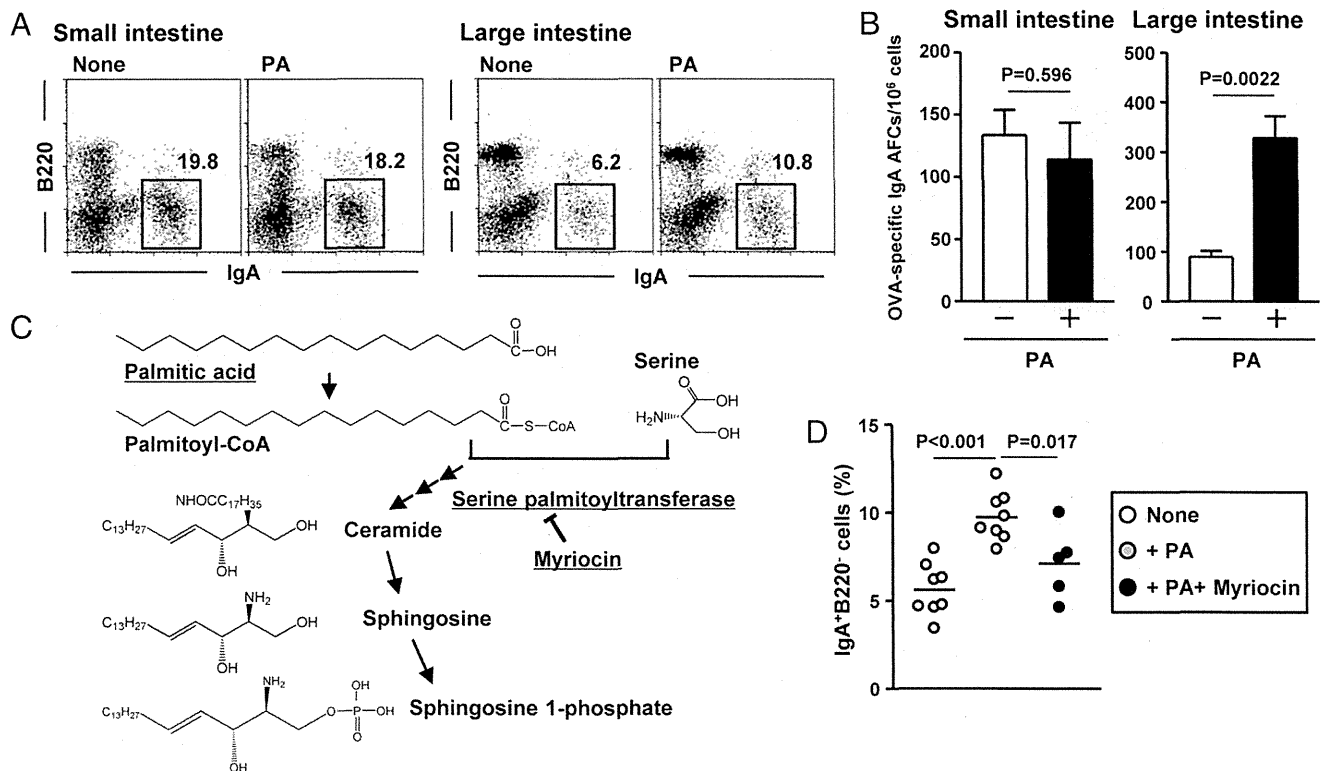 A
Small intestine
None
PA
B220
19.8
18.2
IgA
Large intestine
None
PA
B220
6.2
10.8
IgA
B
Small intestine
Large intestine
OVA-specific IgA AFCs/10⁶ cells
200
150
100
50
0
P=0.596
− +
PA
500
400
300
200
100
0
P=0.0022
− +
PA
C
O
C—OH
Palmitic acid
O
C—S—CoA
Palmitoyl-CoA
Serine
O
OH
H₂N
OH
Serine palmitoyltransferase
Myriocin
NHOCC₁₇H₃₅
C₁₃H₂₇
OH
OH
Ceramide
NH₂
C₁₃H₂₇
OH
OH
Sphingosine
NH₂
C₁₃H₂₇
OH
O—P—OH
O
OH
Sphingosine 1-phosphate
D
IgA⁺B220⁻ cells (%)
15
10
5
0
P<0.001
P=0.017
None
+ PA
+ PA+ Myriocin